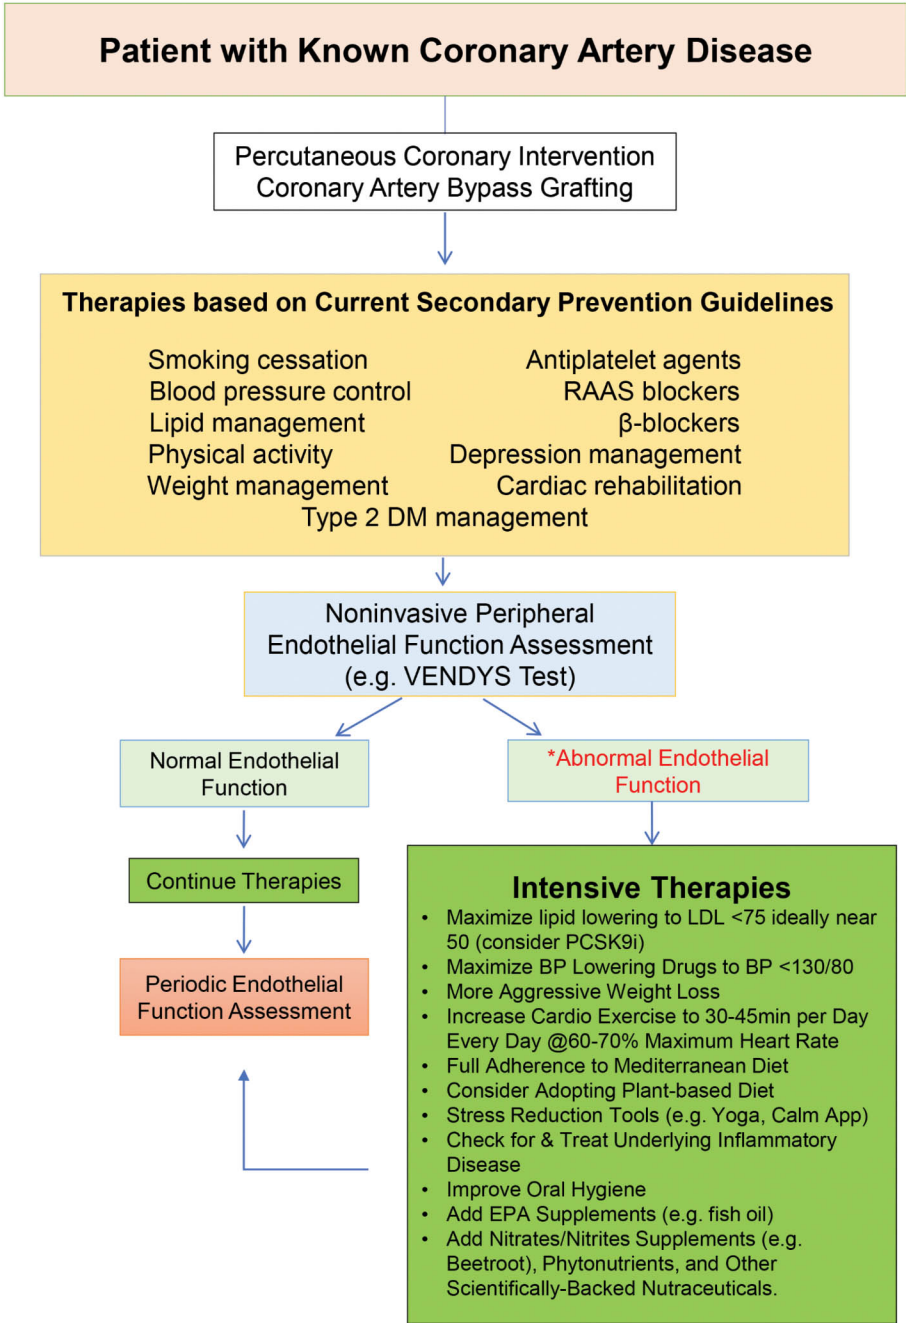 Patient with Known Coronary Artery Disease
Percutaneous Coronary Intervention
Coronary Artery Bypass Grafting
Therapies based on Current Secondary Prevention Guidelines
Smoking cessation
Blood pressure control
Lipid management
Physical activity
Weight management
Antiplatelet agents
RAAS blockers
β-blockers
Depression management
Cardiac rehabilitation
Type 2 DM management
Noninvasive Peripheral
Endothelial Function Assessment
(e.g. VENDYS Test)
Normal Endothelial
Function
Continue Therapies
Periodic Endothelial
Function Assessment
*Abnormal Endothelial
Function
Intensive Therapies
• Maximize lipid lowering to LDL <75 ideally near
50 (consider PCSK9i)
• Maximize BP Lowering Drugs to BP <130/80
• More Aggressive Weight Loss
• Increase Cardio Exercise to 30-45min per Day
Every Day @60-70% Maximum Heart Rate
• Full Adherence to Mediterranean Diet
• Consider Adopting Plant-based Diet
• Stress Reduction Tools (e.g. Yoga, Calm App)
• Check for & Treat Underlying Inflammatory
Disease
• Improve Oral Hygiene
• Add EPA Supplements (e.g. fish oil)
• Add Nitrates/Nitrites Supplements (e.g.
Beetroot), Phytonutrients, and Other
Scientifically-Backed Nutraceuticals.